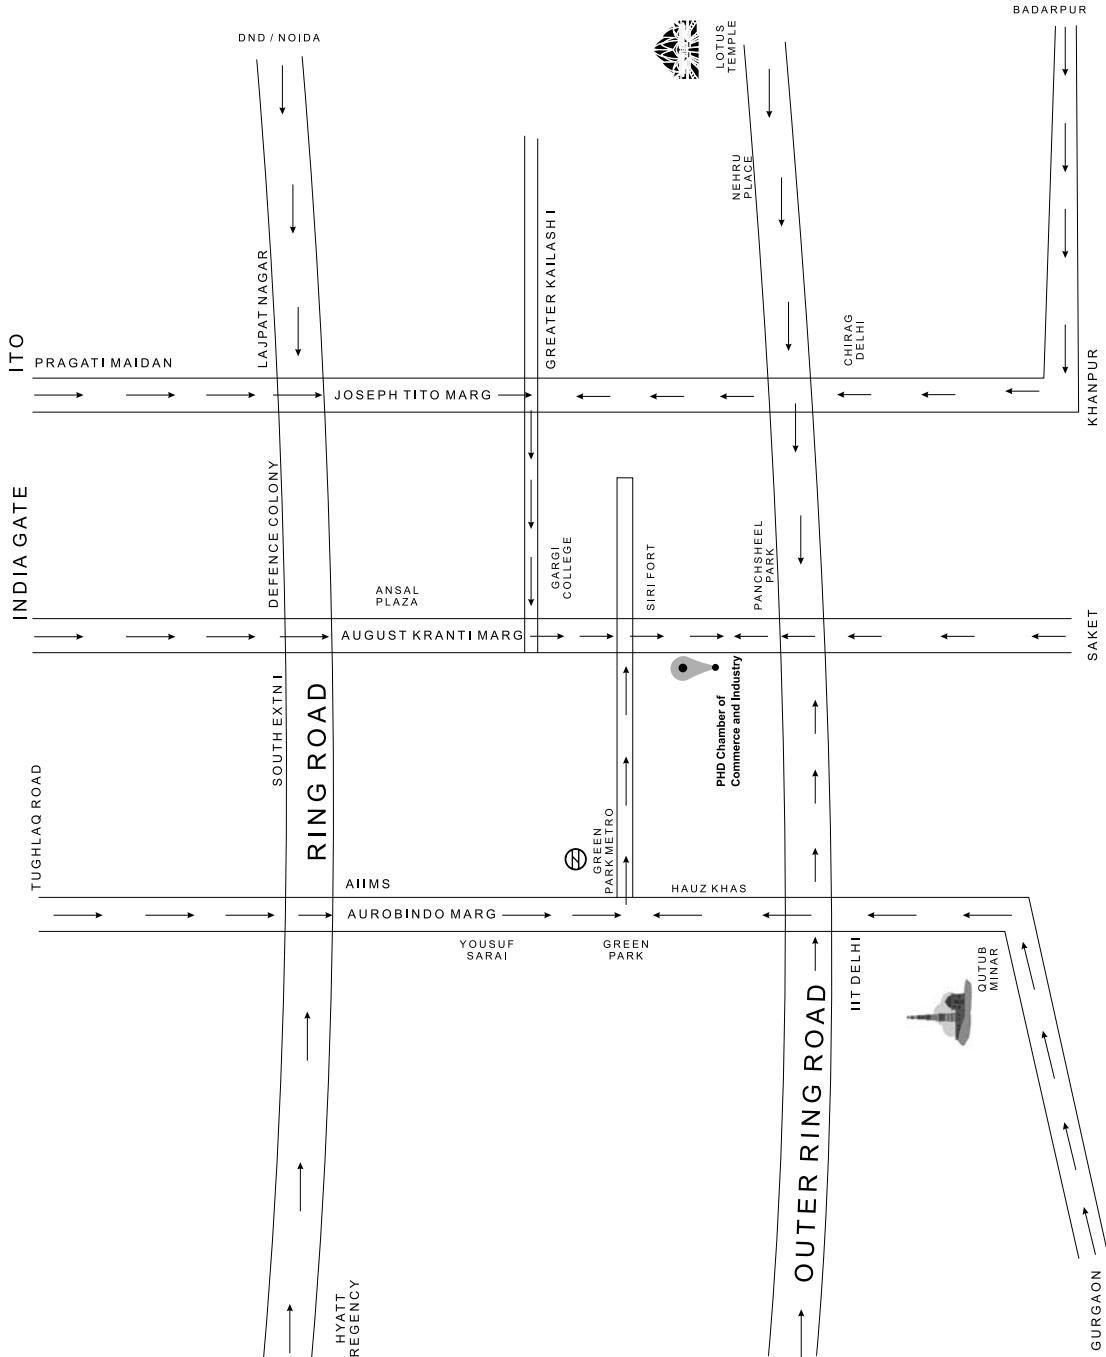 BADARPUR
DND / NOIDA
LOTUS
TEMPLE
NEHRU
PLACE
GREATER KAILASH I
LAJPAT NAGAR
CHIRAG
DELHI
ITO
PRAGATI MAIDAN
JOSEPH TITO MARG
KHANPUR
INDIA GATE
DEFENCE COLONY
ANSAL
PLAZA
GARGI
COLLEGE
SIRI FORT
PANCHSHEEL
PARK
AUGUST KRANTI MARG
SAKET
SOUTH EXTN I
RING ROAD
PHD Chamber of
Commerce and Industry
TUGHLAQ ROAD
GREEN
PARK METRO
AIIMS
HAUZ KHAS
AUROBINDO MARG
YOUSUF
SARAI
GREEN
PARK
IIT DELHI
QUTUB
MINAR
OUTER RING ROAD
HYATT
REGENCY
GURGAON